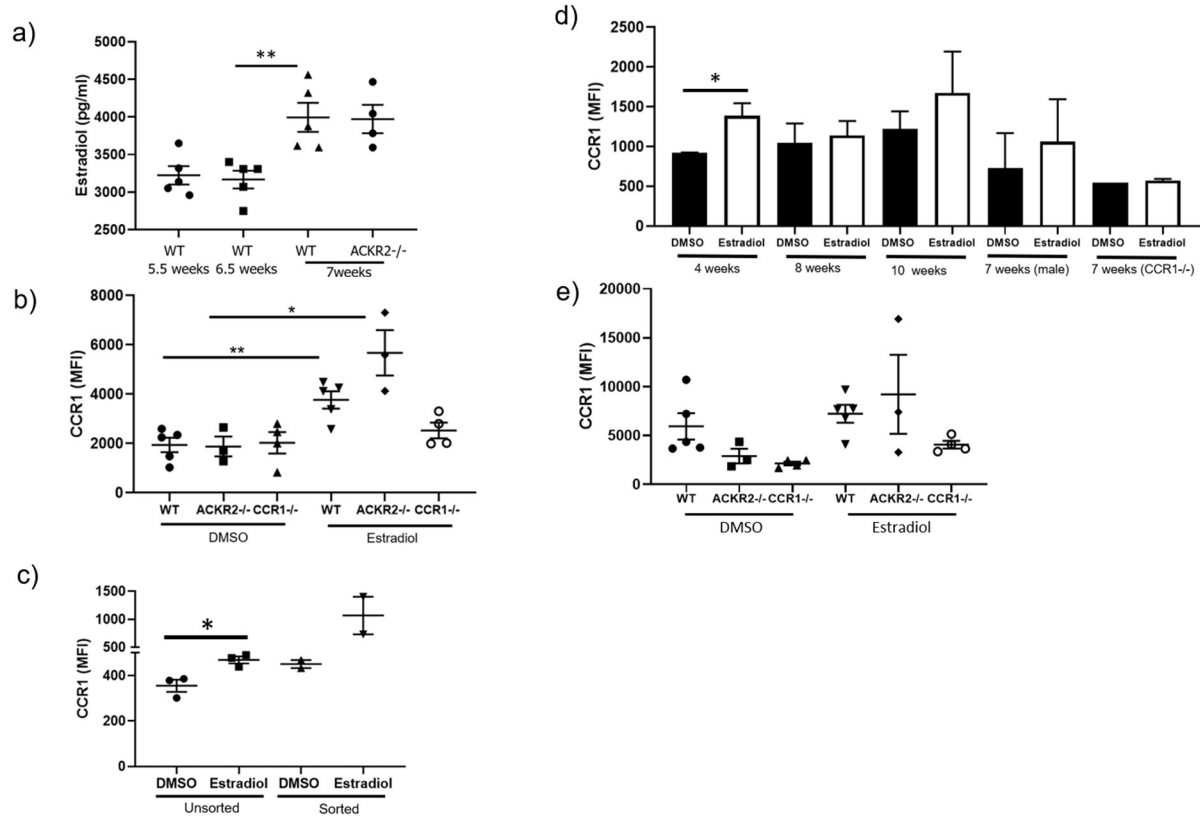 a)
Estradiol (pg/ml)
5000
4500
4000
3500
3000
2500
**
WT WT WT ACKR2-/-
5.5 weeks 6.5 weeks 7weeks
b)
CCR1 (MFI)
8000
6000
4000
2000
0
*
**
WT ACKR2-/- CCR1-/- WT ACKR2-/- CCR1-/-
DMSO Estradiol
c)
CCR1 (MFI)
1500
1000
500
400
200
0
*
DMSO Estradiol DMSO Estradiol
Unsorted Sorted
d)
CCR1 (MFI)
2500
2000
1500
1000
500
0
*
DMSO Estradiol DMSO Estradiol DMSO Estradiol DMSO Estradiol DMSO Estradiol
4 weeks 8 weeks 10 weeks 7 weeks (male) 7 weeks (CCR1-/-)
e)
CCR1 (MFI)
20000
15000
10000
5000
0
WT ACKR2-/- CCR1-/- WT ACKR2-/- CCR1-/-
DMSO Estradiol